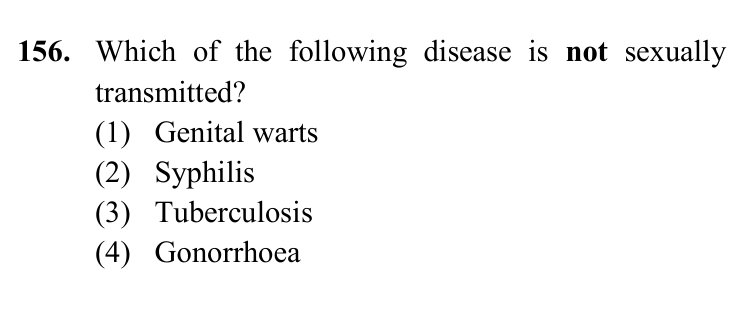 156. Which of the following disease is not sexually
transmitted?
(1) Genital warts
(2) Syphilis
(3) Tuberculosis
(4) Gonorrhoea